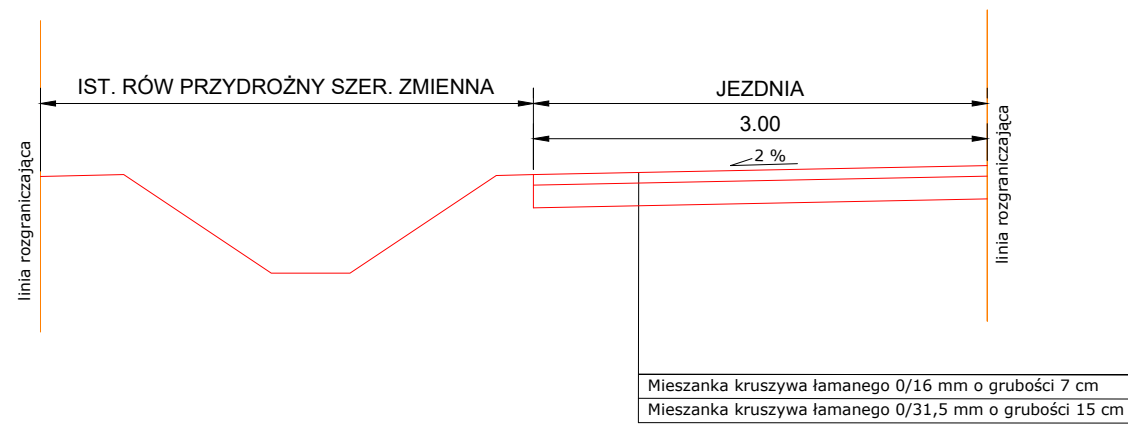 IST. RÓW PRZYDROŻNY SZER. ZMIENNA
JEZDNIA
3.00
2 %
linia rozgraniczająca
linia rozgraniczająca
Mieszanka kruszywa łamanego 0/16 mm o grubości 7 cm
Mieszanka kruszywa łamanego 0/31,5 mm o grubości 15 cm